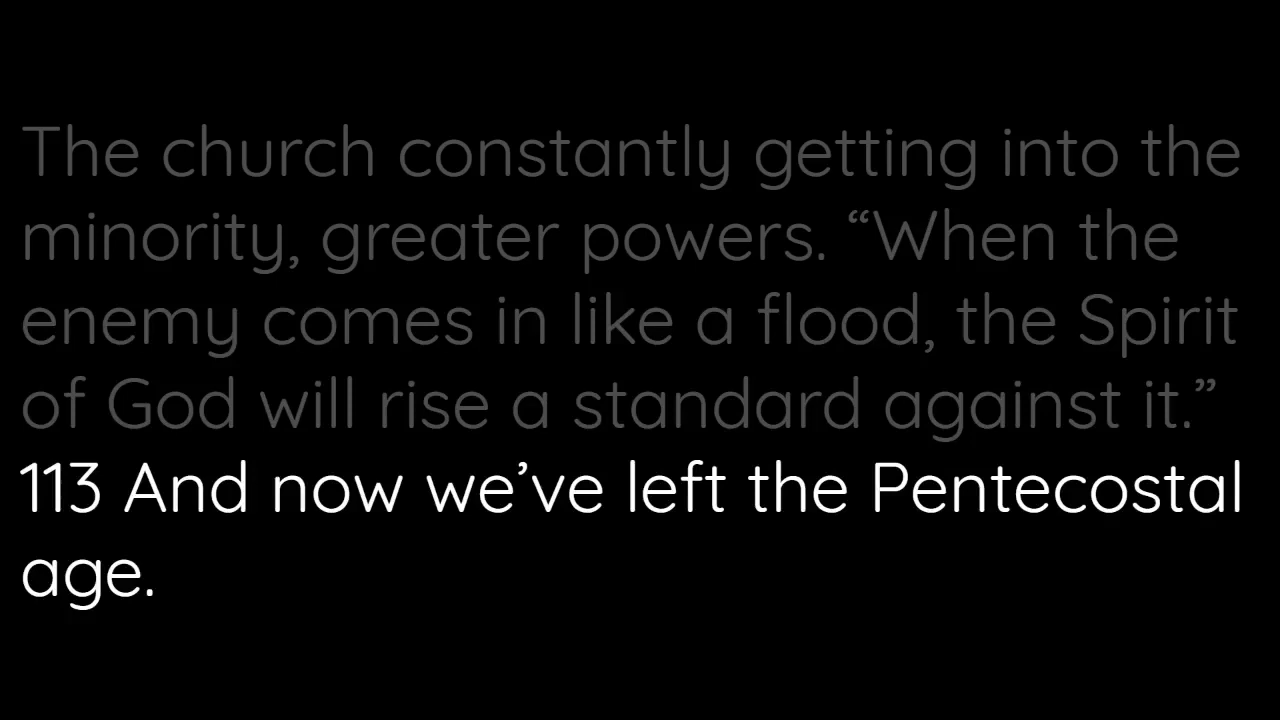 The church constantly getting into the
minority, greater powers. “When the
enemy comes in like a flood, the Spirit
of God will rise a standard against it.”
113 And now we’ve left the Pentecostal
age.